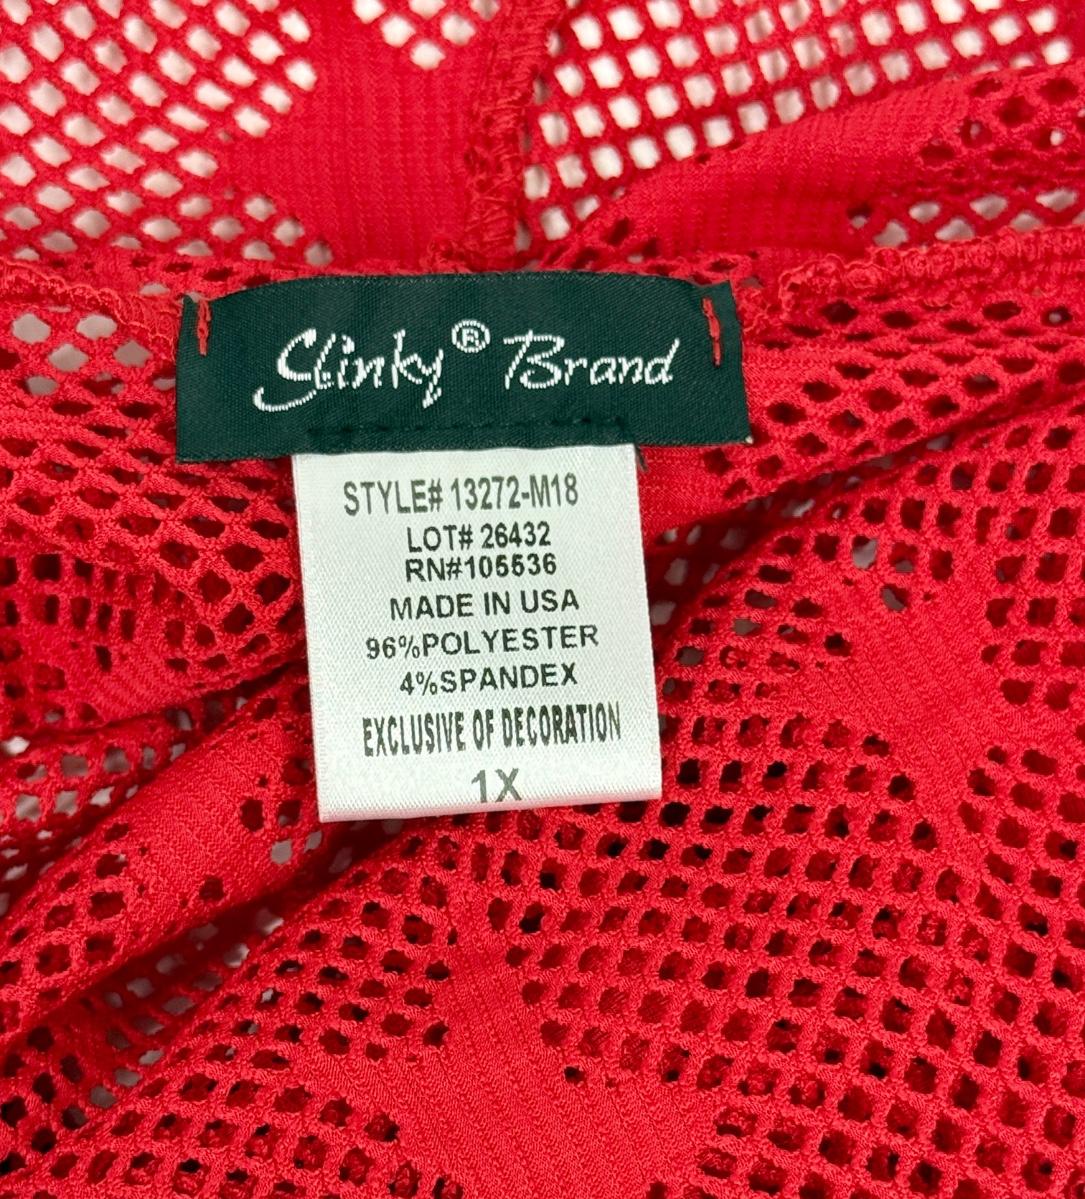 Slinky® Brand
STYLE# 13272-M18
LOT# 26432
RN#105536
MADE IN USA
96%POLYESTER
4%SPANDEX
EXCLUSIVE OF DECORATION
1X